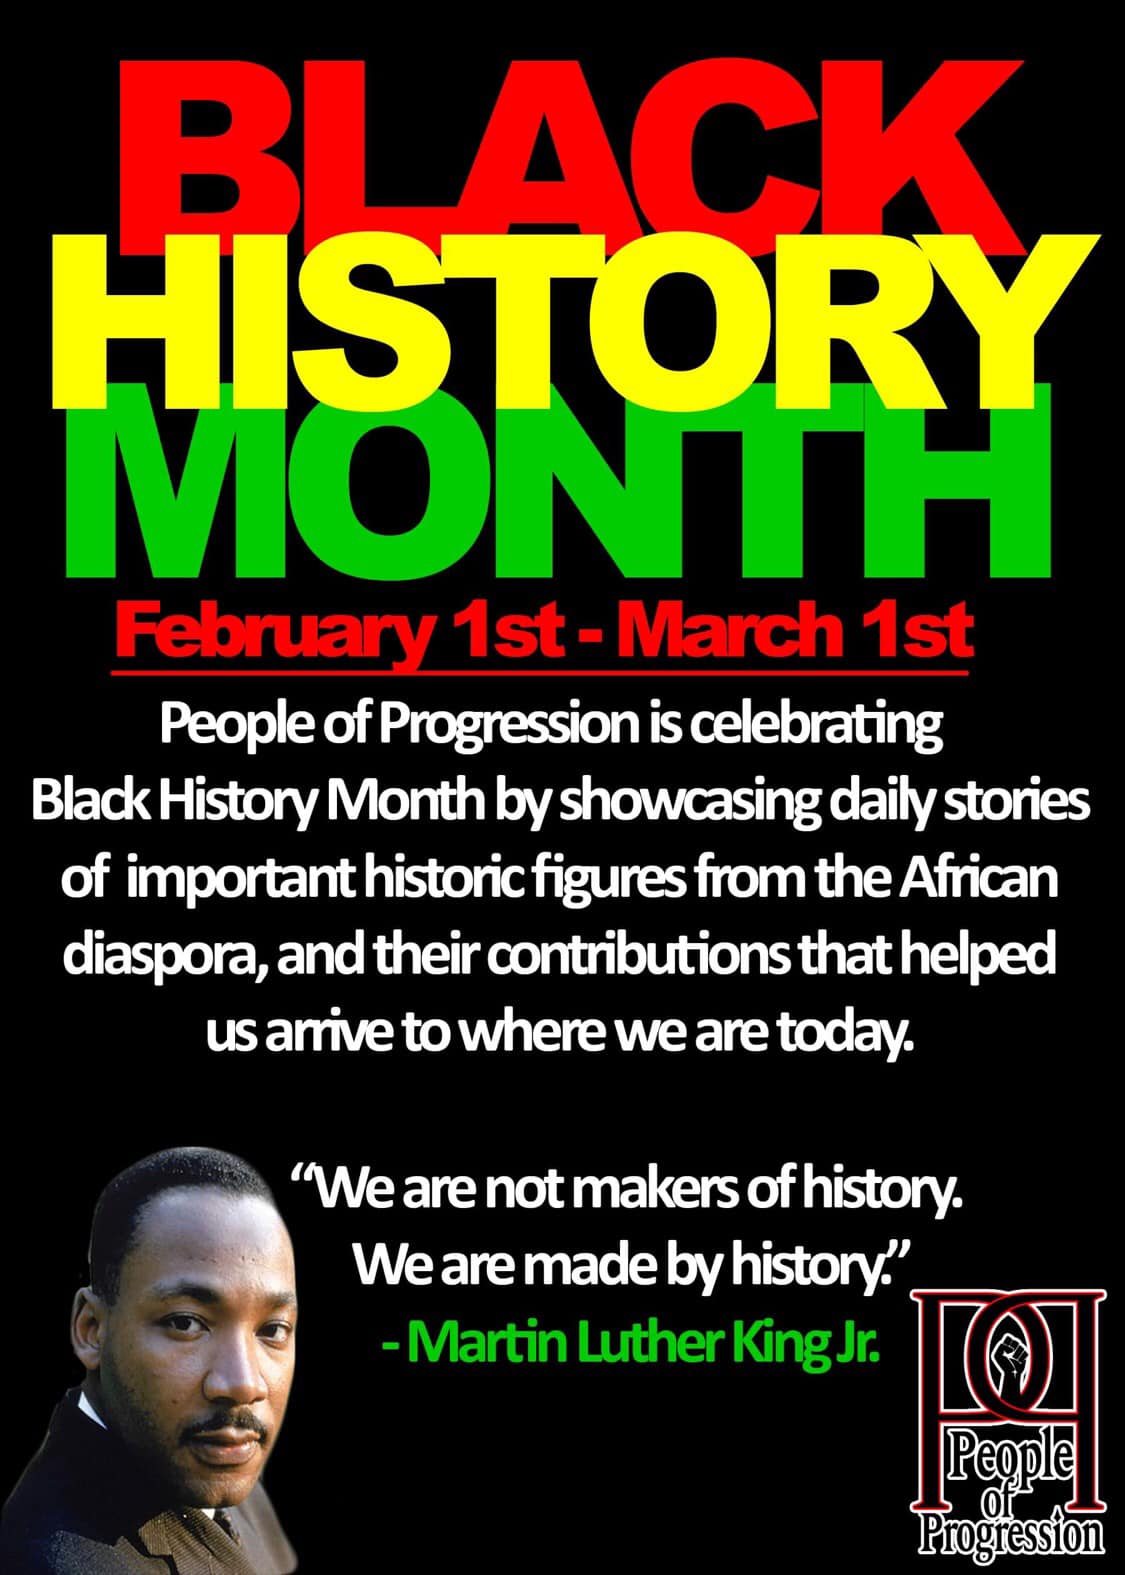 BLACK
HISTORY
MONTH
February 1st - March 1st
People of Progression is celebrating
Black History Month by showcasing daily stories
of important historic figures from the African
diaspora, and their contributions that helped
us arrive to where we are today.
“We are not makers of history.
We are made by history.”
- Martin Luther King Jr.
PP
People
of
Progression